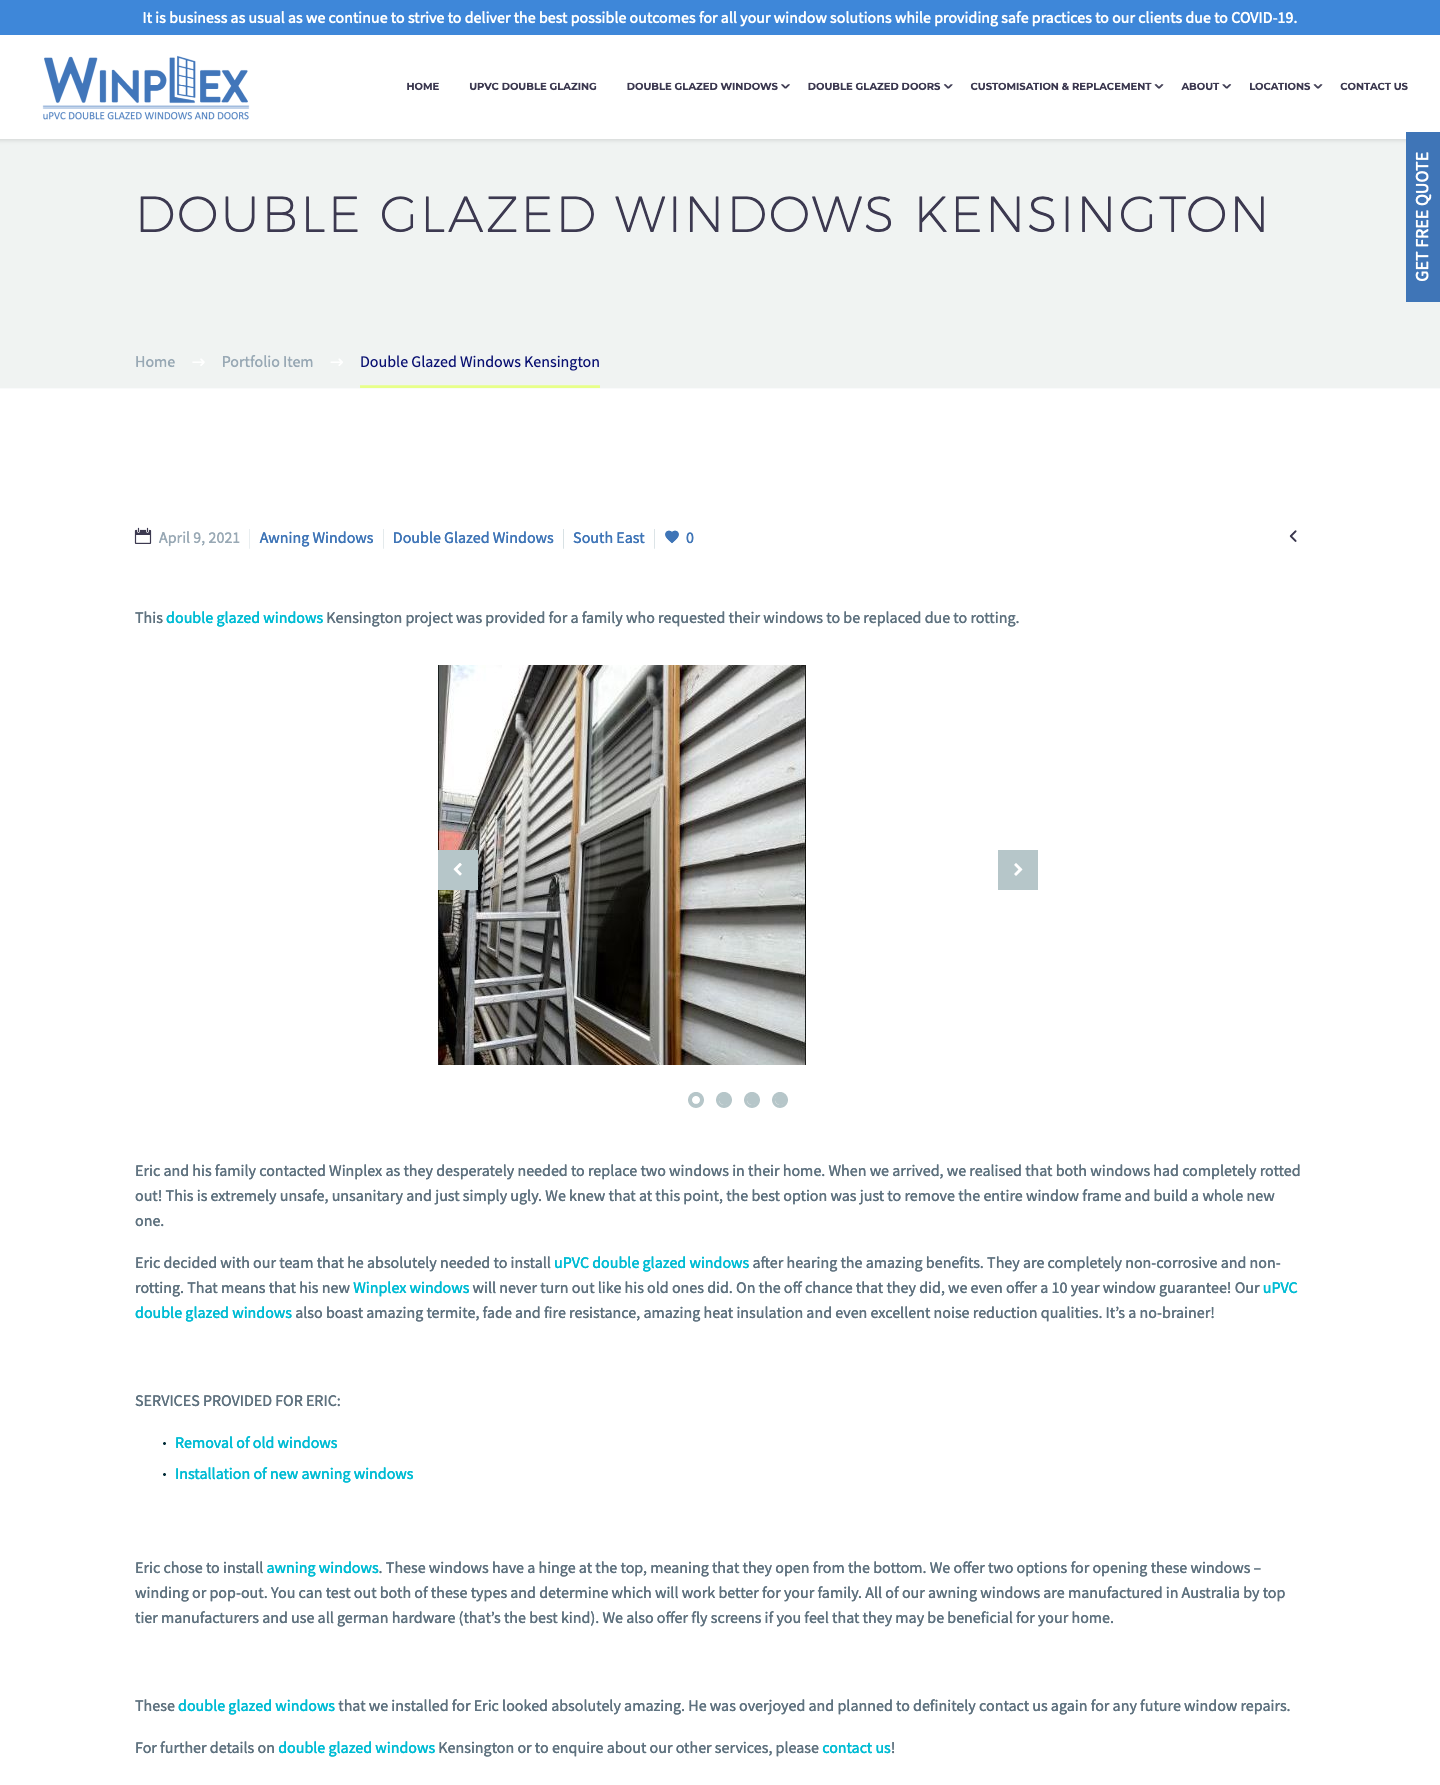 It is business as usual as we continue to strive to deliver the best possible outcomes for all your window solutions while providing safe practices to our clients due to COVID-19.
WINPLEX
uPVC DOUBLE GLAZED WINDOWS AND DOORS
HOME UPVC DOUBLE GLAZING DOUBLE GLAZED WINDOWS DOUBLE GLAZED DOORS CUSTOMISATION & REPLACEMENT ABOUT LOCATIONS CONTACT US
GET FREE QUOTE
DOUBLE GLAZED WINDOWS KENSINGTON
Home → Portfolio Item → Double Glazed Windows Kensington
April 9, 2021 Awning Windows Double Glazed Windows South East 0
This double glazed windows Kensington project was provided for a family who requested their windows to be replaced due to rotting.
Eric and his family contacted Winplex as they desperately needed to replace two windows in their home. When we arrived, we realised that both windows had completely rotted
out! This is extremely unsafe, unsanitary and just simply ugly. We knew that at this point, the best option was just to remove the entire window frame and build a whole new
one.
Eric decided with our team that he absolutely needed to install uPVC double glazed windows after hearing the amazing benefits. They are completely non-corrosive and non-
rotting. That means that his new Winplex windows will never turn out like his old ones did. On the off chance that they did, we even offer a 10 year window guarantee! Our uPVC
double glazed windows also boast amazing termite, fade and fire resistance, amazing heat insulation and even excellent noise reduction qualities. It’s a no-brainer!
SERVICES PROVIDED FOR ERIC:
• Removal of old windows
• Installation of new awning windows
Eric chose to install awning windows. These windows have a hinge at the top, meaning that they open from the bottom. We offer two options for opening these windows –
winding or pop-out. You can test out both of these types and determine which will work better for your family. All of our awning windows are manufactured in Australia by top
tier manufacturers and use all german hardware (that’s the best kind). We also offer fly screens if you feel that they may be beneficial for your home.
These double glazed windows that we installed for Eric looked absolutely amazing. He was overjoyed and planned to definitely contact us again for any future window repairs.
For further details on double glazed windows Kensington or to enquire about our other services, please contact us!